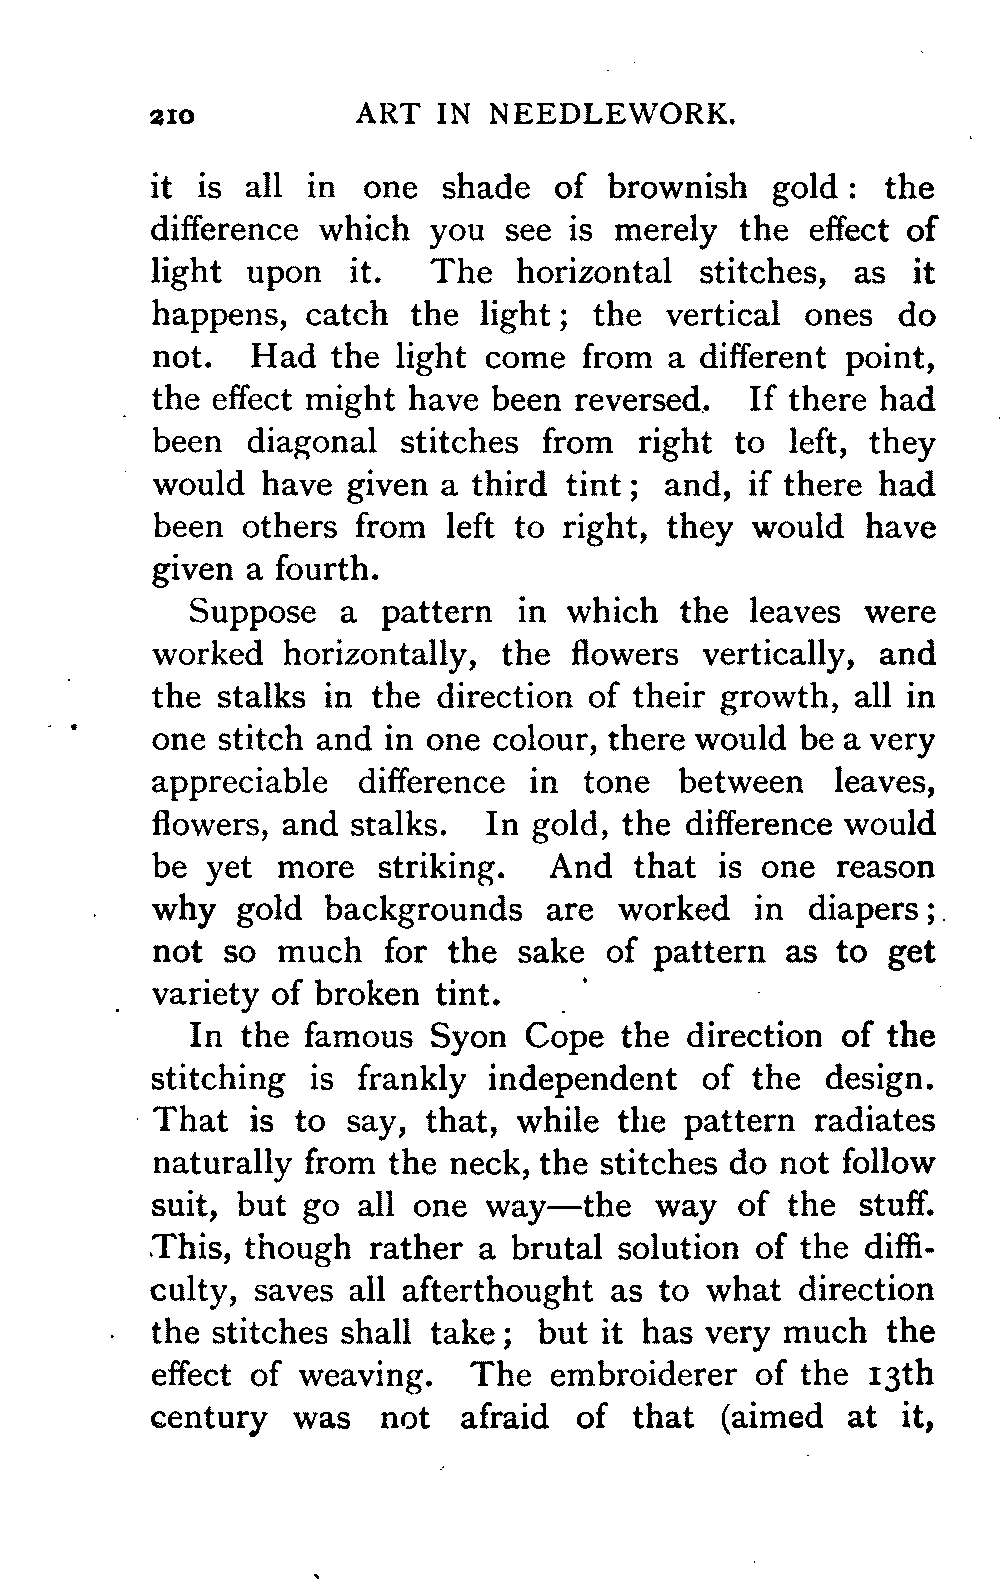 210 ART IN NEEDLEWORK.
it is all in one shade of brownish gold : the
difference which you see is merely the effect of
light upon it. The horizontal stitches, as it
happens, catch the light ; the vertical ones do
not. Had the light come from a different point,
the effect might have been reversed. If there had
been diagonal stitches from right to left, they
would have given a third tint ; and, if there had
been others from left to right, they would have
given a fourth.
Suppose a pattern in which the leaves were
worked horizontally, the flowers vertically, and
the stalks in the direction of their growth, all in
one stitch and in one colour, there would be a very
appreciable difference in tone between leaves,
flowers, and stalks. In gold, the difference would
be yet more striking. And that is one reason
why gold backgrounds are worked in diapers ;
not so much for the sake of pattern as to get
variety of broken tint.
In the famous Syon Cope the direction of the
stitching is frankly independent of the design.
That is to say, that, while the pattern radiates
naturally from the neck, the stitches do not follow
suit, but go all one way—the way of the stuff.
This, though rather a brutal solution of the diffi-
culty, saves all afterthought as to what direction
the stitches shall take ; but it has very much the
effect of weaving. The embroiderer of the 13th
century was not afraid of that (aimed at it,